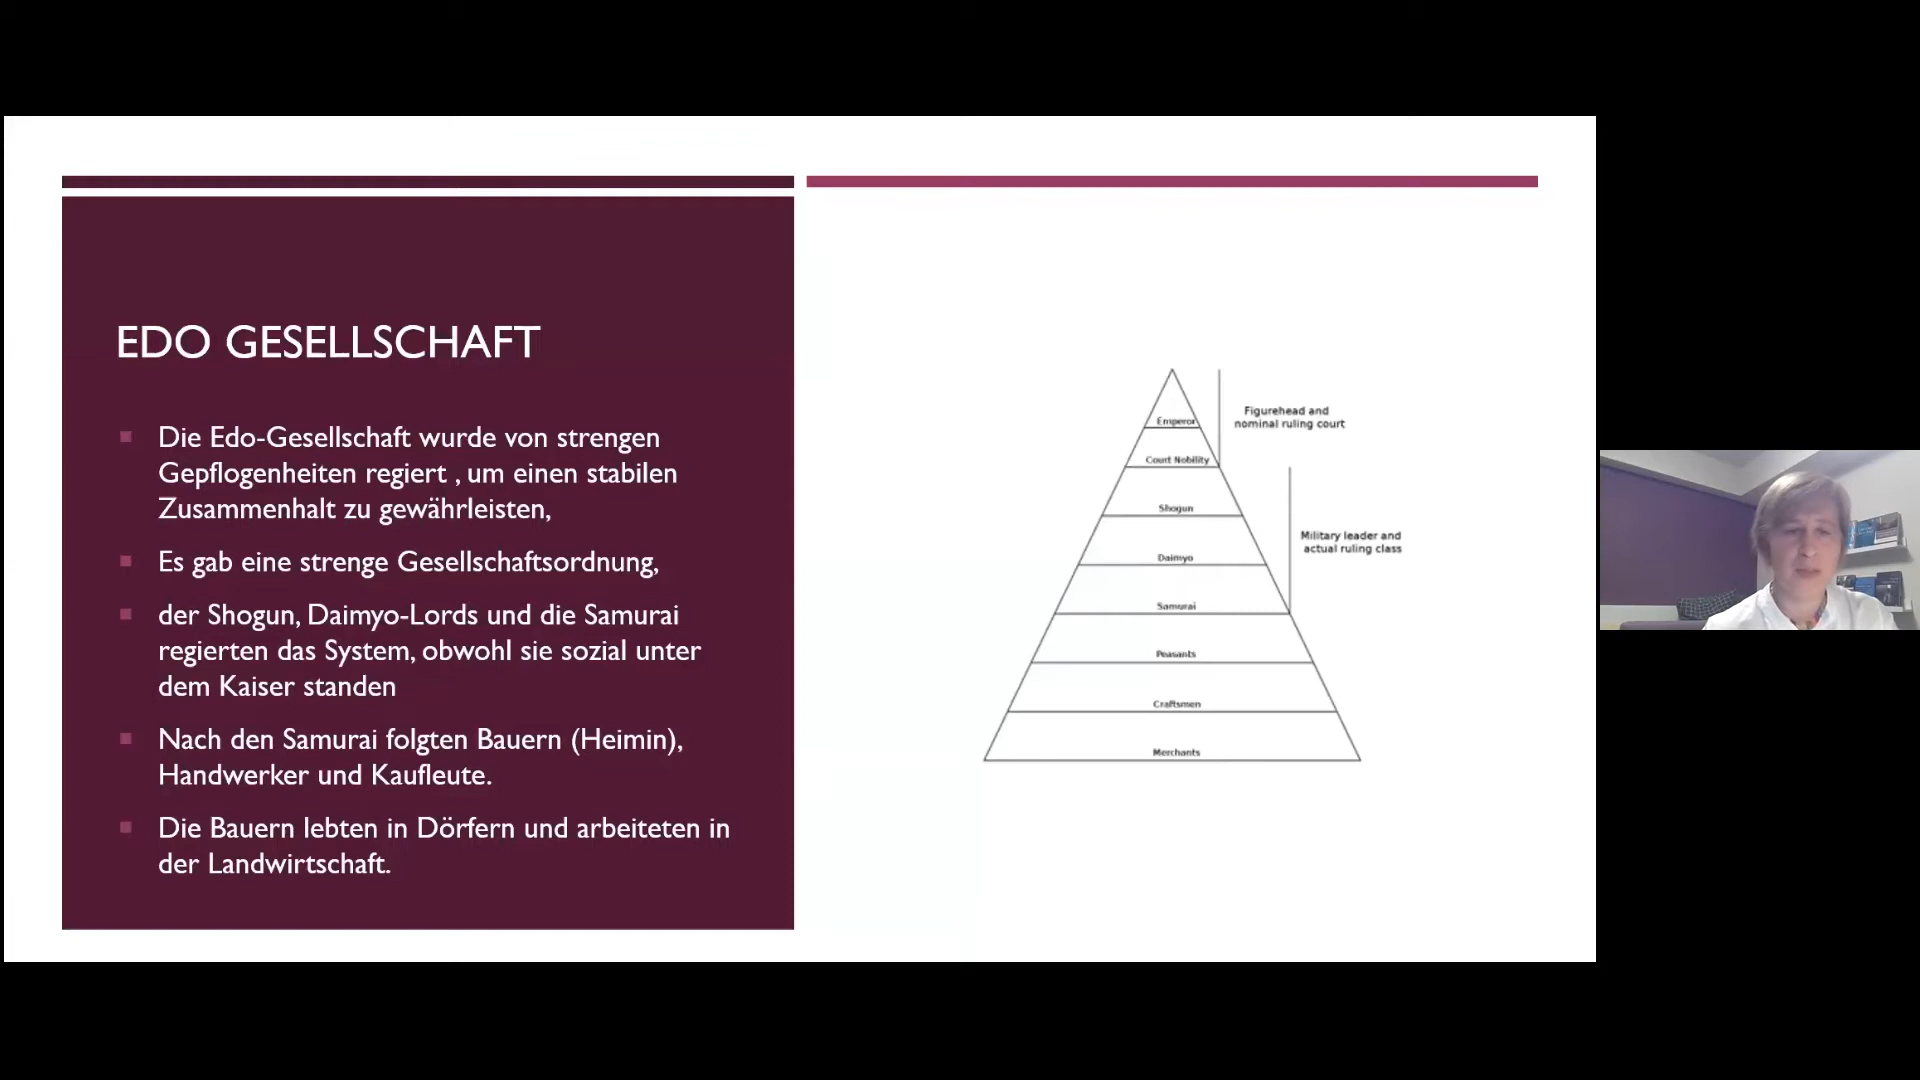 EDO GESELLSCHAFT
Die Edo-Gesellschaft wurde von strengen
Gepflogenheiten regiert , um einen stabilen
Zusammenhalt zu gewährleisten,
Es gab eine strenge Gesellschaftsordnung,
der Shogun, Daimyo-Lords und die Samurai
regierten das System, obwohl sie sozial unter
dem Kaiser standen
Nach den Samurai folgten Bauern (Heimin),
Handwerker und Kaufleute.
Die Bauern lebten in Dörfern und arbeiteten in
der Landwirtschaft.
Emperor
Court Nobility
Shogun
Daimyo
Samurai
Peasants
Craftsmen
Merchants
Figurehead and
nominal ruling court
Military leader and
actual ruling class